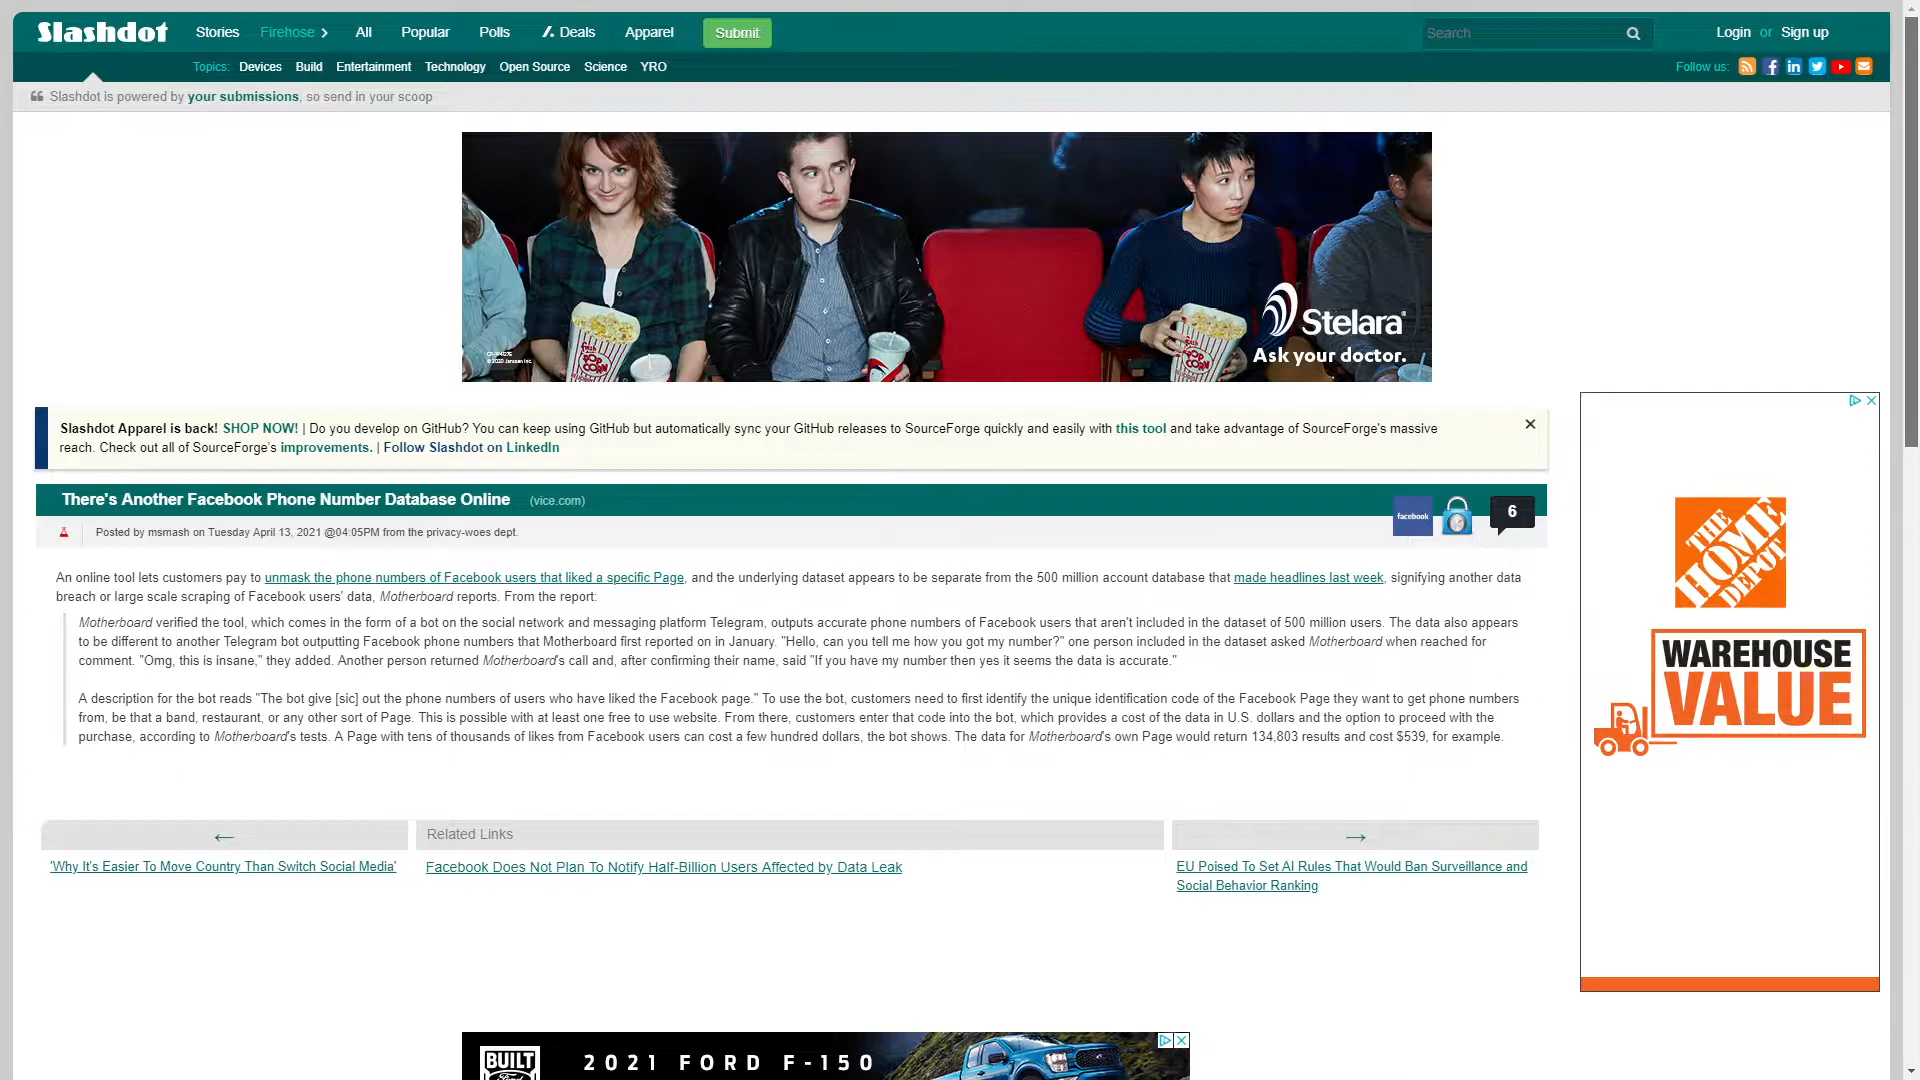 Slashdot
Stories Firehose All Popular Polls Deals Apparel Submit
Search
Login or Sign up
Topics: Devices Build Entertainment Technology Open Source Science YRO
Follow us:
Slashdot is powered by your submissions, so send in your scoop
Stelara
Ask your doctor.
Slashdot Apparel is back! SHOP NOW! | Do you develop on GitHub? You can keep using GitHub but automatically sync your GitHub releases to SourceForge quickly and easily with this tool and take advantage of SourceForge's massive
reach. Check out all of SourceForge's improvements. | Follow Slashdot on LinkedIn
There's Another Facebook Phone Number Database Online (vice.com)
facebook
6
Posted by msmash on Tuesday April 13, 2021 @04:05PM from the privacy-woes dept.
An online tool lets customers pay to unmask the phone numbers of Facebook users that liked a specific Page, and the underlying dataset appears to be separate from the 500 million account database that made headlines last week, signifying another data
breach or large scale scraping of Facebook users' data, Motherboard reports. From the report:
Motherboard verified the tool, which comes in the form of a bot on the social network and messaging platform Telegram, outputs accurate phone numbers of Facebook users that aren't included in the dataset of 500 million users. The data also appears
to be different to another Telegram bot outputting Facebook phone numbers that Motherboard first reported on in January. "Hello, can you tell me how you got my number?" one person included in the dataset asked Motherboard when reached for
comment. "Omg, this is insane," they added. Another person returned Motherboard's call and, after confirming their name, said "If you have my number then yes it seems the data is accurate."
A description for the bot reads "The bot give [sic] out the phone numbers of users who have liked the Facebook page." To use the bot, customers need to first identify the unique identification code of the Facebook Page they want to get phone numbers
from, be that a band, restaurant, or any other sort of Page. This is possible with at least one free to use website. From there, customers enter that code into the bot, which provides a cost of the data in U.S. dollars and the option to proceed with the
purchase, according to Motherboard's tests. A Page with tens of thousands of likes from Facebook users can cost a few hundred dollars, the bot shows. The data for Motherboard's own Page would return 134,803 results and cost $539, for example.
THE
HOME
DEPOT
WAREHOUSE
VALUE
←
Related Links
→
'Why It's Easier To Move Country Than Switch Social Media'
Facebook Does Not Plan To Notify Half-Billion Users Affected by Data Leak
EU Poised To Set AI Rules That Would Ban Surveillance and
Social Behavior Ranking
BUILT
Ford
2021 FORD F-150